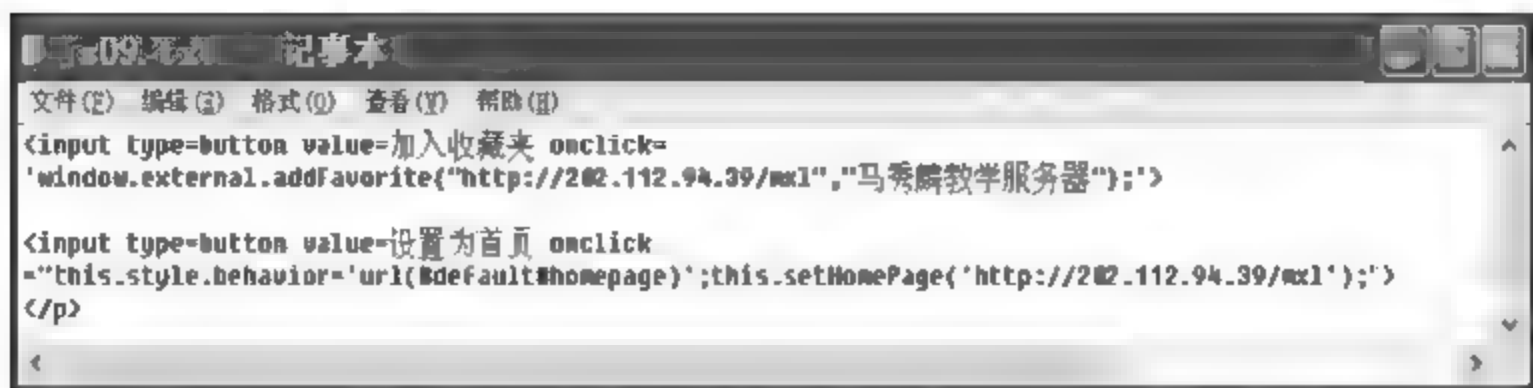 记事本
文件(F) 编辑(E) 格式(O) 查看(V) 帮助(H)
<input type=button value=加入收藏夹 onclick=
'window.external.addFavorite("http://202.112.94.39/mxl","马秀麟教学服务器");'>
<input type=button value=设置为首页 onclick
="this.style.behavior='url(#default#homepage)';this.setHomePage('http://202.112.94.39/mxl');">
</p>